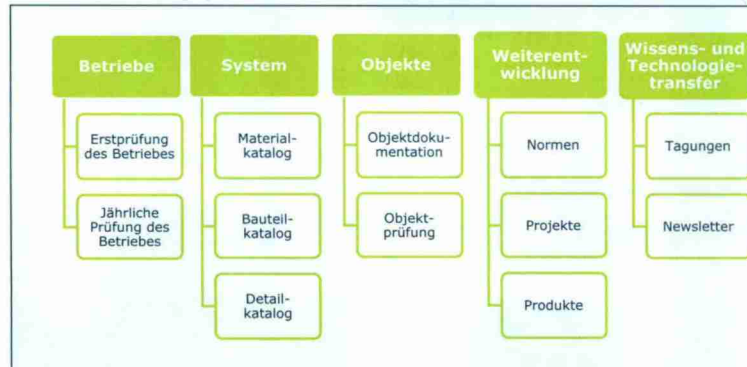 Betriebe
Erstprüfung
des Betriebes
Jährliche
Prüfung des
Betriebes
System
Material-
katalog
Bauteil-
katalog
Detail-
katalog
Objekte
Objektdoku-
mentation
Objekt-
prüfung
Weiterent-
wicklung
Normen
Projekte
Produkte
Wissens- und
Technologie-
transfer
Tagungen
Newsletter